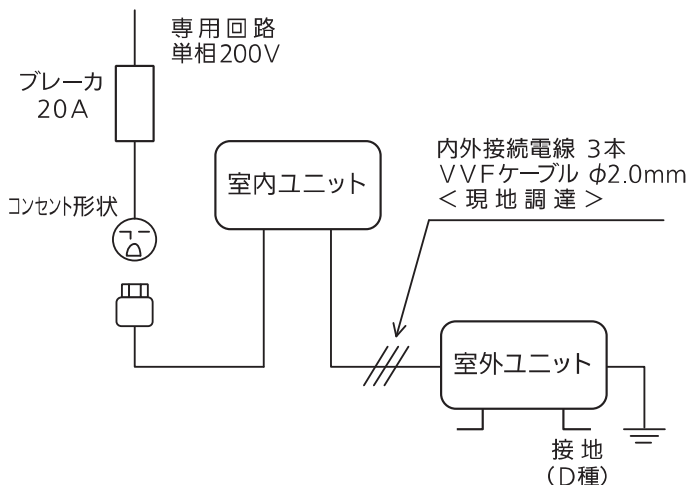 専用回路
単相200V
ブレーカ
20A
コンセント形状
室内ユニット
内外接続電線 3本
VVFケーブル φ2.0mm
＜現地調達＞
室外ユニット
接地
(D種)